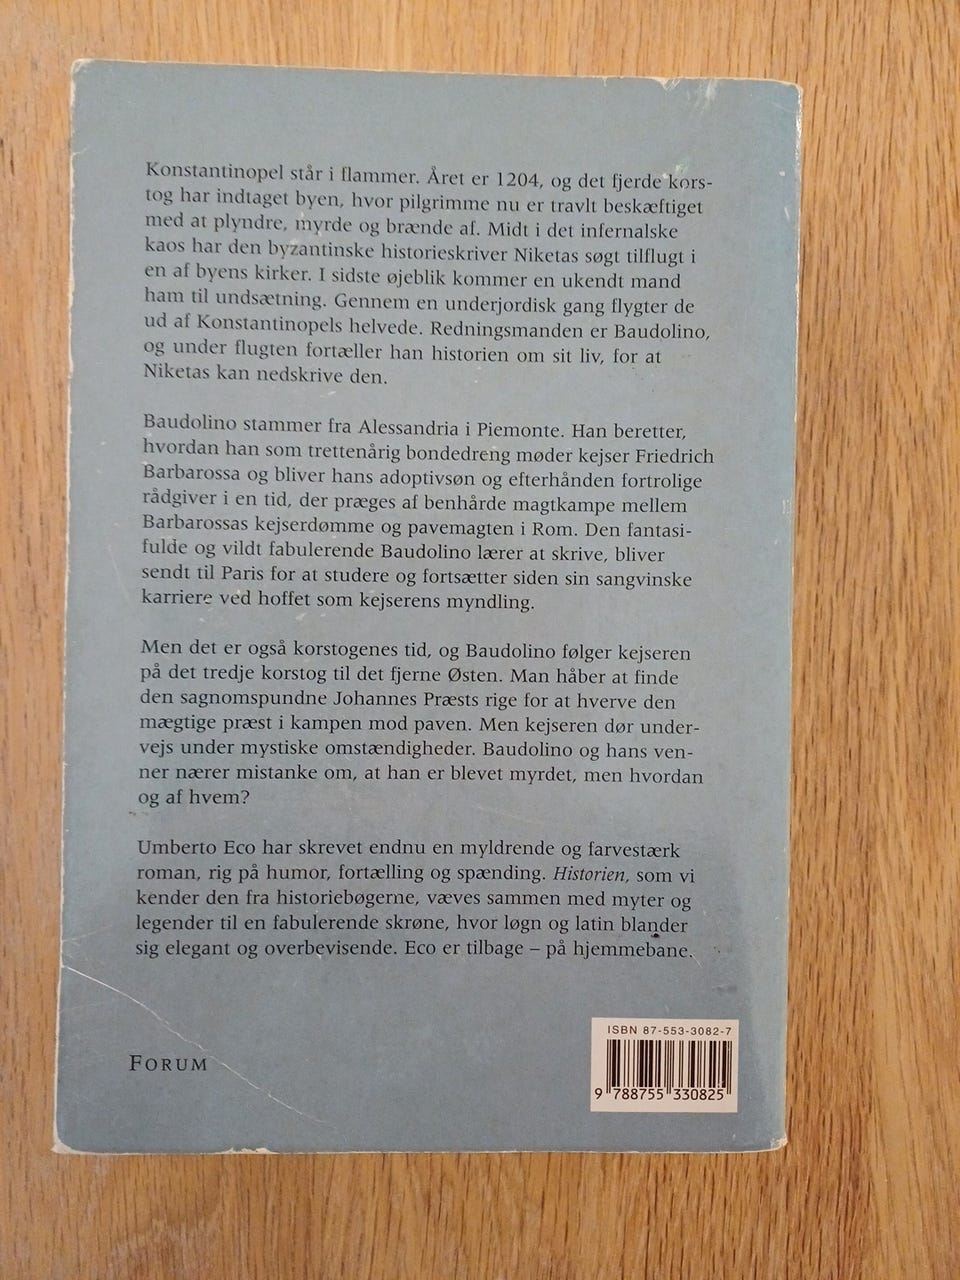 Konstantinopel står i flammer. Året er 1204, og det fjerde kors-
tog har indtaget byen, hvor pilgrimme nu er travlt beskæftiget
med at plyndre, myrde og brænde af. Midt i det infernalske
kaos har den byzantinske historieskriver Niketas søgt tilflugt i
en af byens kirker. I sidste øjeblik kommer en ukendt mand
ham til undsætning. Gennem en underjordisk gang flygter de
ud af Konstantinopels helvede. Redningsmanden er Baudolino,
og under flugten fortæller han historien om sit liv, for at
Niketas kan nedskrive den.
Baudolino stammer fra Alessandria i Piemonte. Han beretter,
hvordan han som trettenårig bondedreng møder kejser Friedrich
Barbarossa og bliver hans adoptivsøn og efterhånden fortrolige
rådgiver i en tid, der præges af benhårde magtkampe mellem
Barbarossas kejserdømme og pavemagten i Rom. Den fantasi-
fulde og vildt fabulerende Baudolino lærer at skrive, bliver
sendt til Paris for at studere og fortsætter siden sin sangvinske
karriere ved hoffet som kejserens myndling.
Men det er også korstogenes tid, og Baudolino følger kejseren
på det tredje korstog til det fjerne Østen. Man håber at finde
den sagnomspundne Johannes Præsts rige for at hverve den
mægtige præst i kampen mod paven. Men kejseren dør under-
vejs under mystiske omstændigheder. Baudolino og hans ven-
ner nærer mistanke om, at han er blevet myrdet, men hvordan
og af hvem?
Umberto Eco har skrevet endnu en myldrende og farvestærk
roman, rig på humor, fortælling og spænding. Historien, som vi
kender den fra historiebøgerne, væves sammen med myter og
legender til en fabulerende skrøne, hvor løgn og latin blander
sig elegant og overbevisende. Eco er tilbage – på hjemmebane.
ISBN 87-553-3082-7
FORUM
9 788755 330825